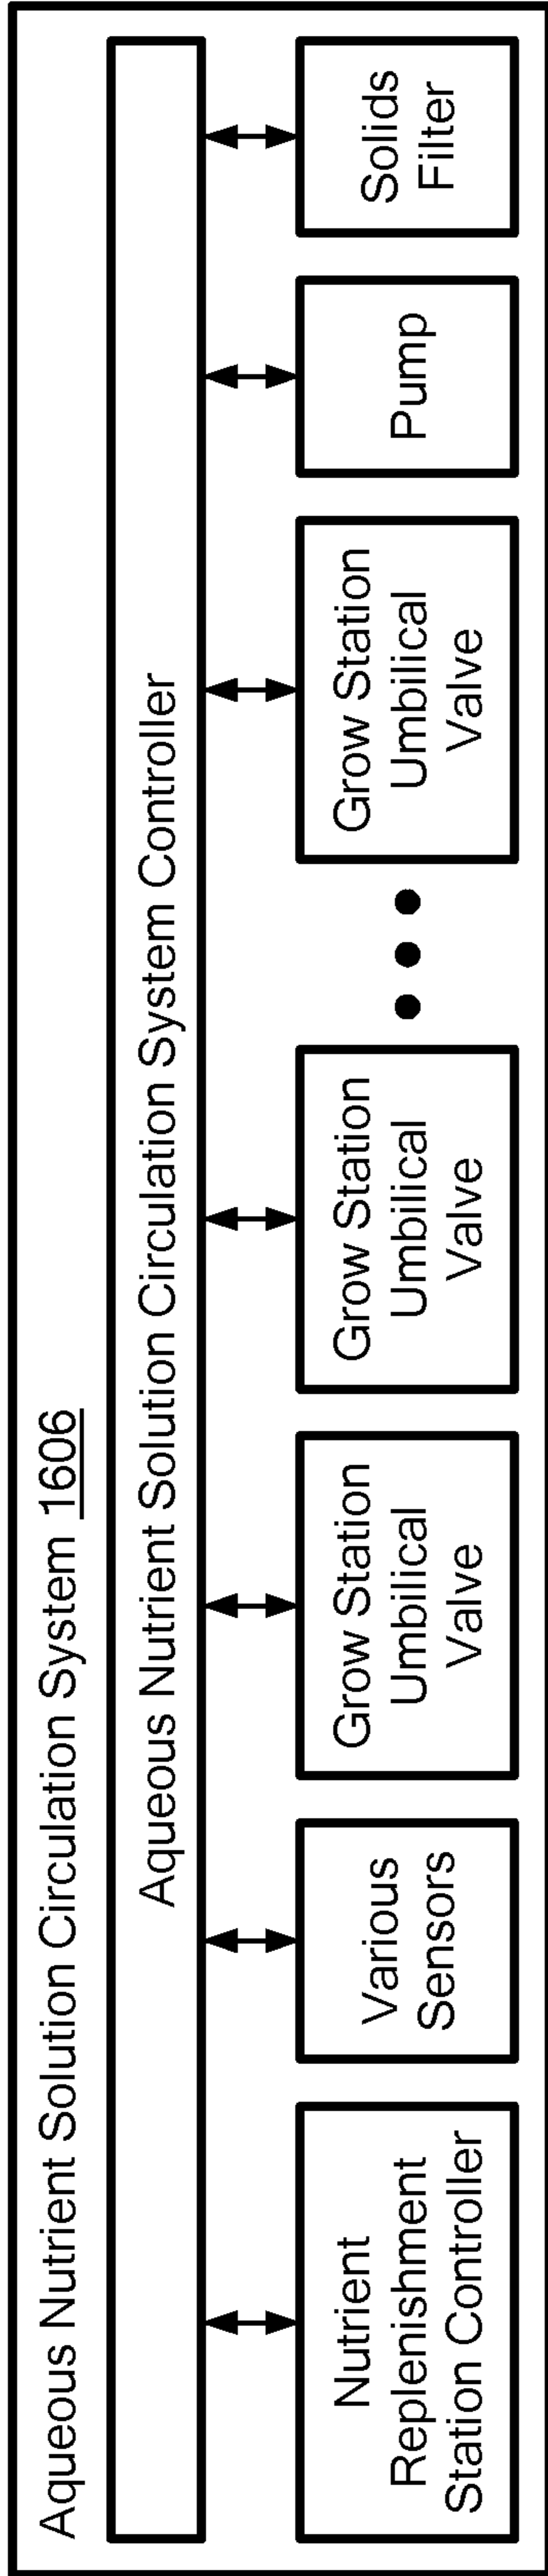 Aqueous Nutrient Solution Circulation System 1606
Aqueous Nutrient Solution Circulation System Controller
Nutrient
Replenishment
Station Controller
Various
Sensors
Grow Station
Umbilical
Valve
Grow Station
Umbilical
Valve
Grow Station
Umbilical
Valve
Pump
Solids
Filter